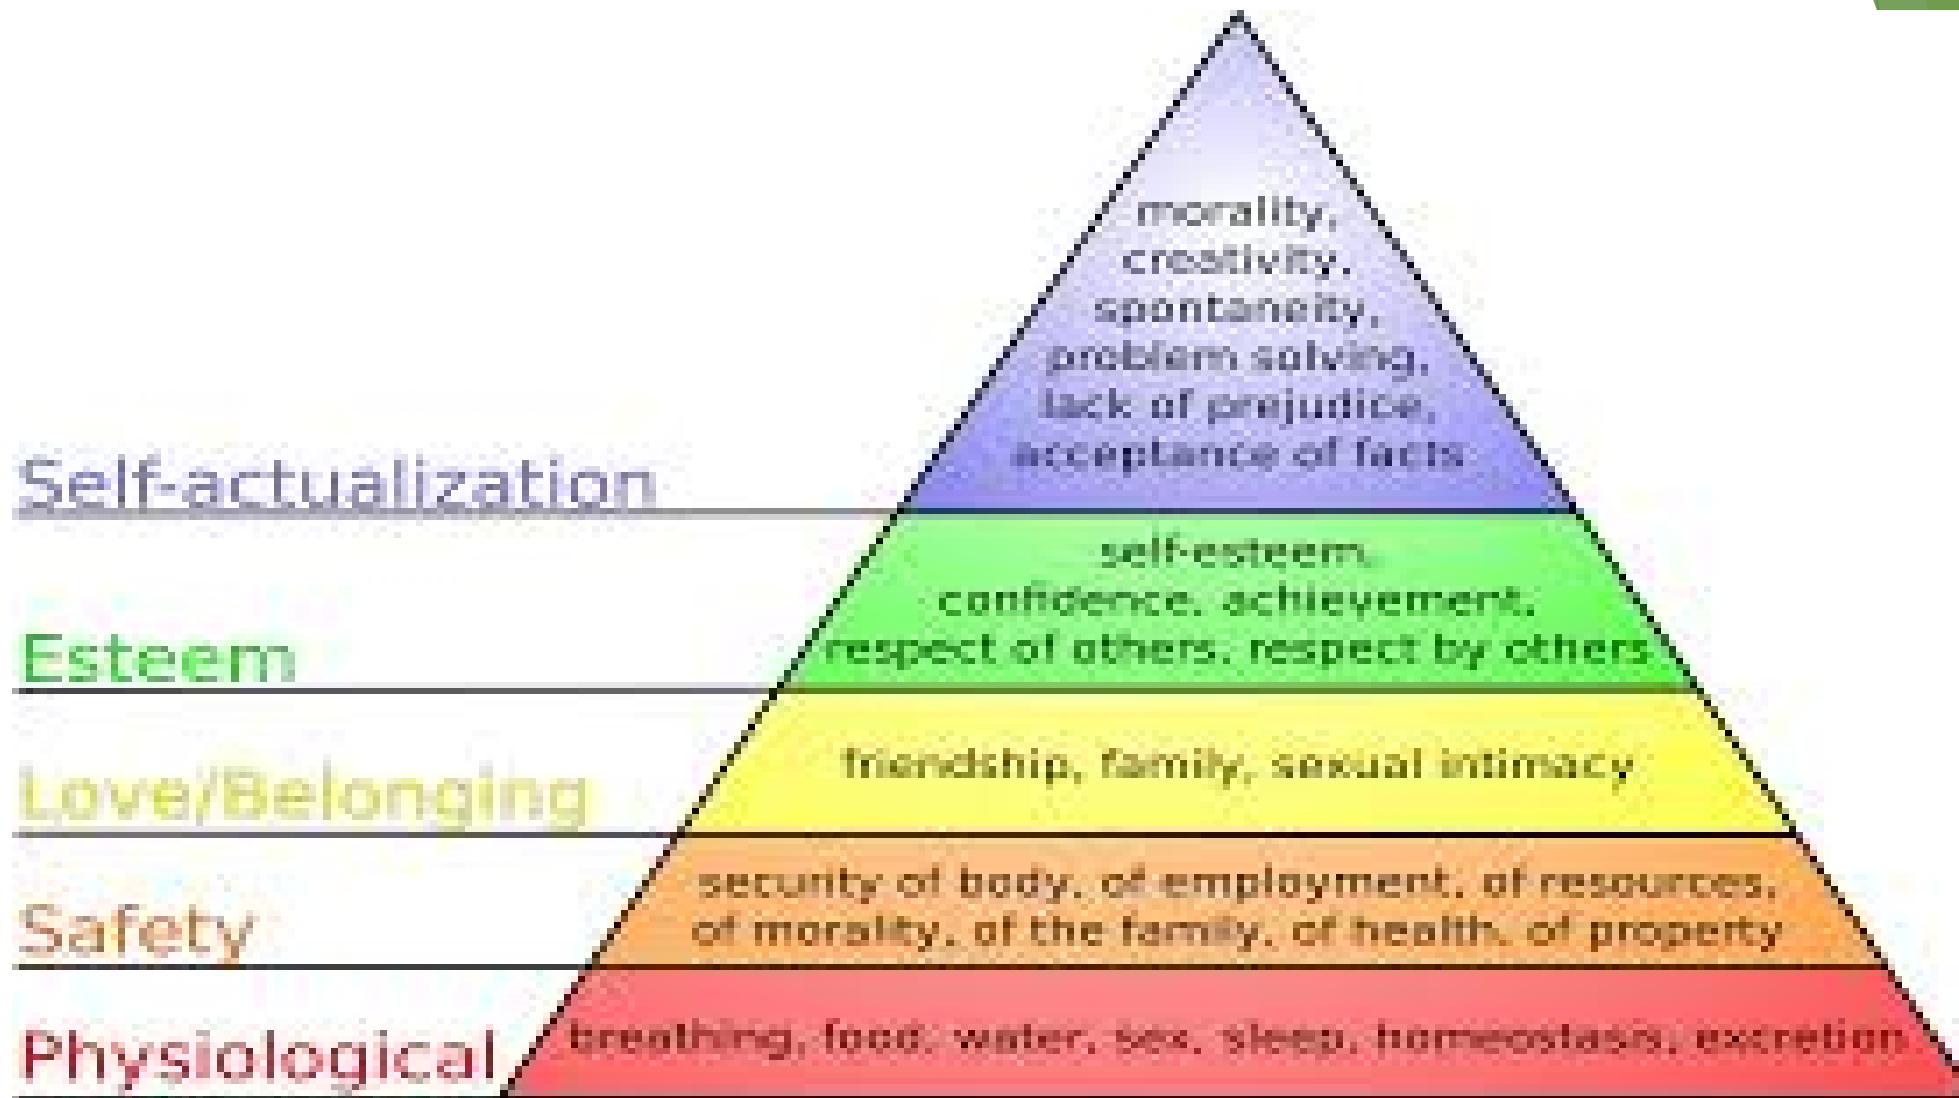 morality,
creativity,
spontaneity,
problem solving,
lack of prejudice,
acceptance of facts
Self-actualization
self-esteem,
confidence, achievement,
respect of others, respect by others
Esteem
friendship, family, sexual intimacy
Love/Belonging
security of body, of employment, of resources,
of morality, of the family, of health, of property
Safety
breathing, food, water, sex, sleep, homeostasis, excretion
Physiological